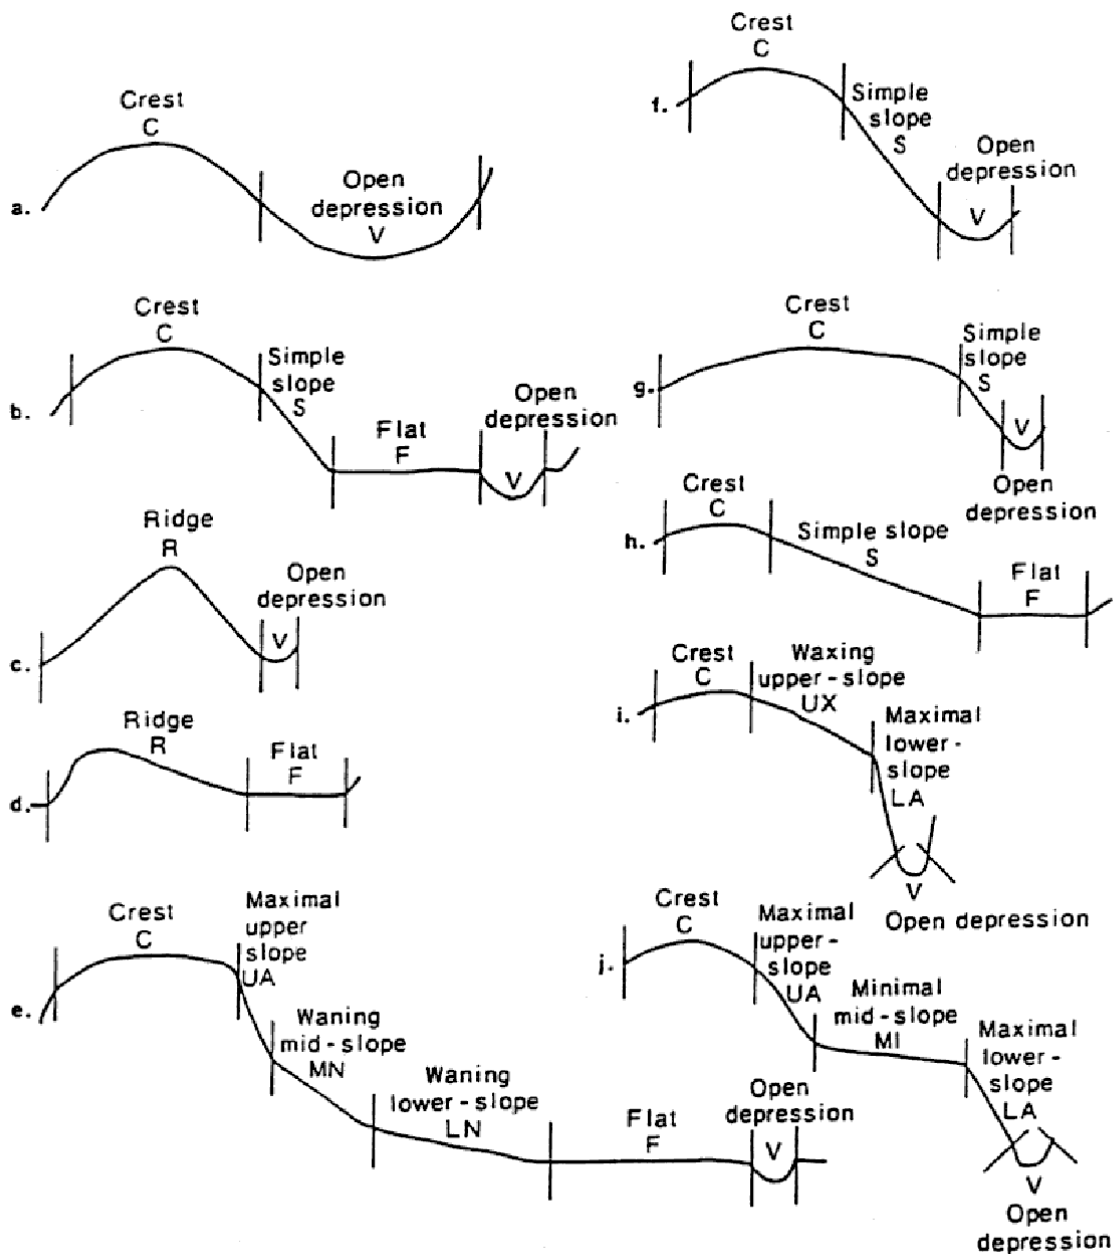 a.
Crest
C
Open
depression
V
b.
Crest
C
Simple
slope
S
Flat
F
Open
depression
V
c.
Ridge
R
Open
depression
V
d.
Ridge
R
Flat
F
e.
Crest
C
Maximal
upper
slope
UA
Waning
mid-slope
MN
Waning
lower-slope
LN
Flat
F
Open
depression
V
f.
Crest
C
Simple
slope
S
Open
depression
V
g.
Crest
C
Simple
slope
S
V
Open
depression
h.
Crest
C
Simple slope
S
Flat
F
i.
Crest
C
Waxing
upper-slope
UX
Maximal
lower-
slope
LA
V
Open depression
j.
Crest
C
Maximal
upper-
slope
UA
Minimal
mid-slope
MI
Maximal
lower-
slope
LA
V
Open
depression